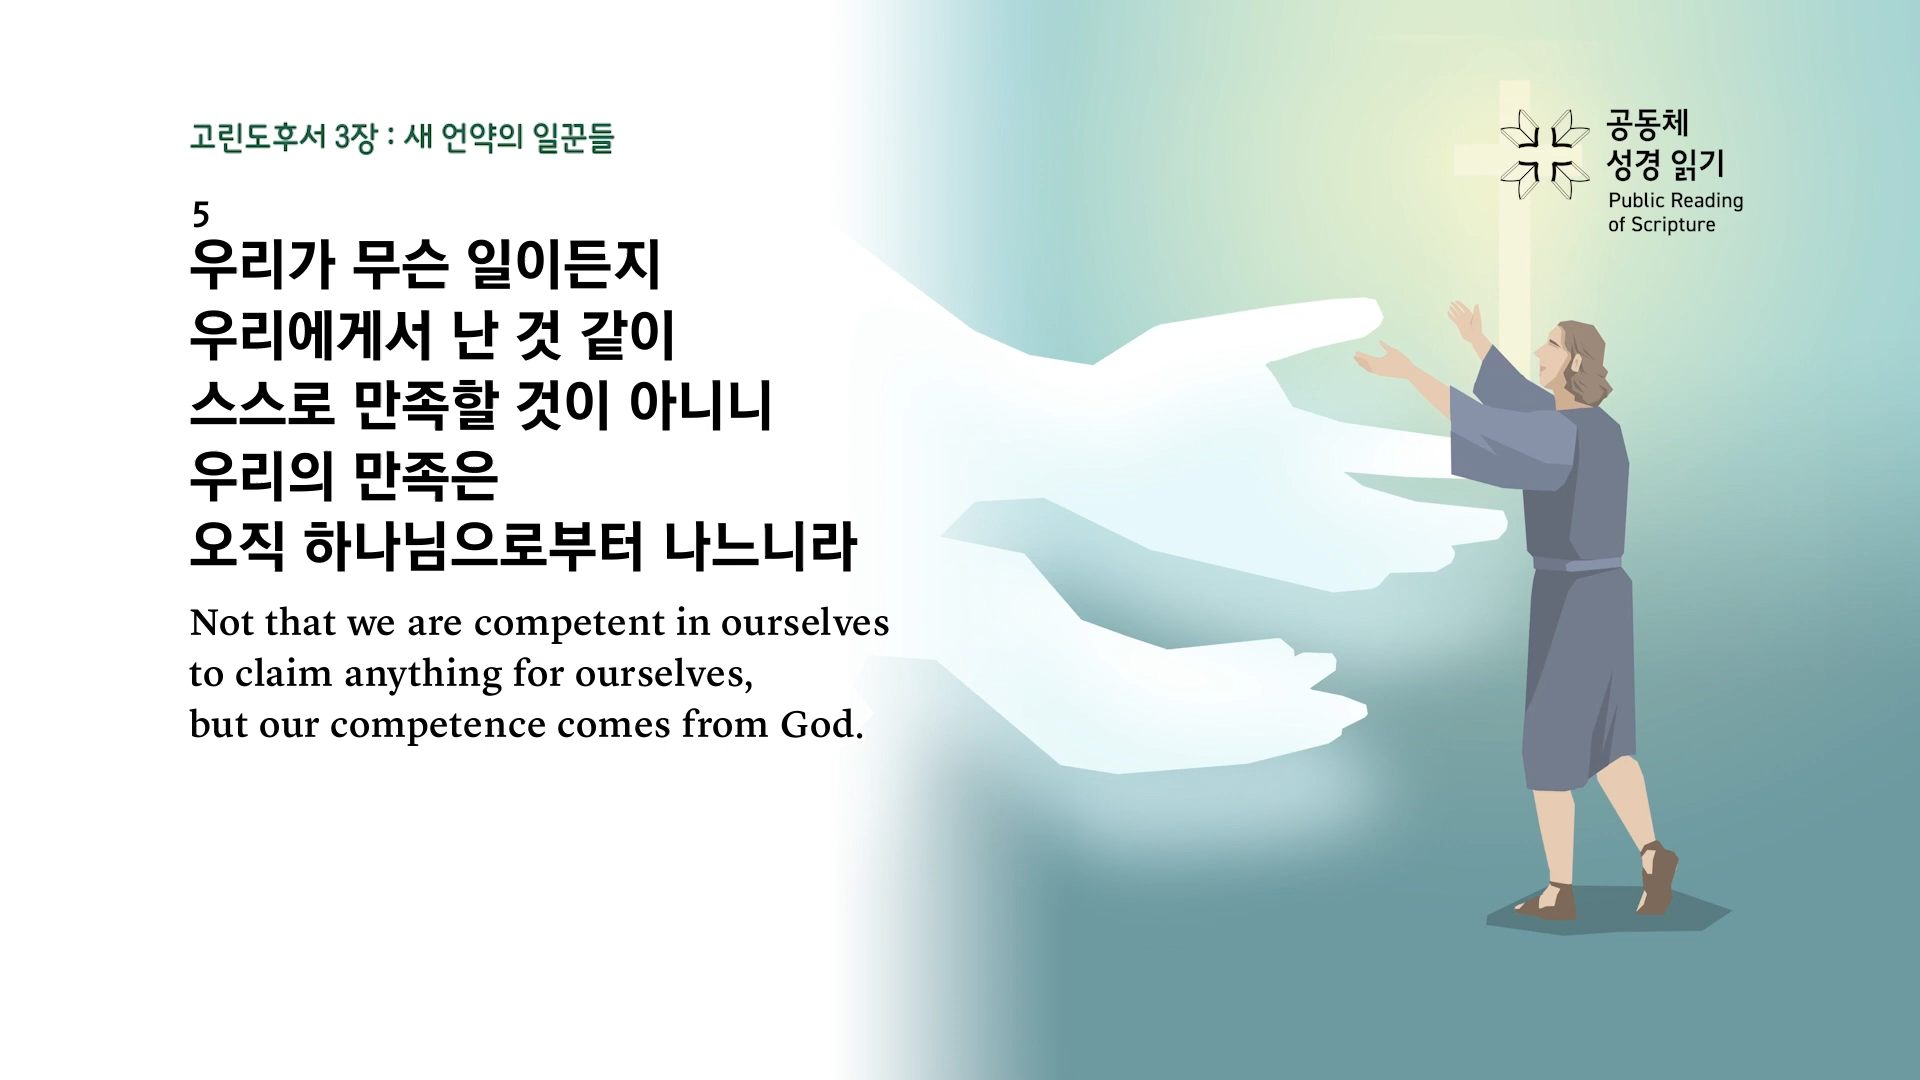 고린도후서 3장 : 새 언약의 일꾼들
5
우리가 무슨 일이든지
우리에게서 난 것 같이
스스로 만족할 것이 아니니
우리의 만족은
오직 하나님으로부터 나느니라
Not that we are competent in ourselves
to claim anything for ourselves,
but our competence comes from God.
공동체
성경 읽기
Public Reading
of Scripture